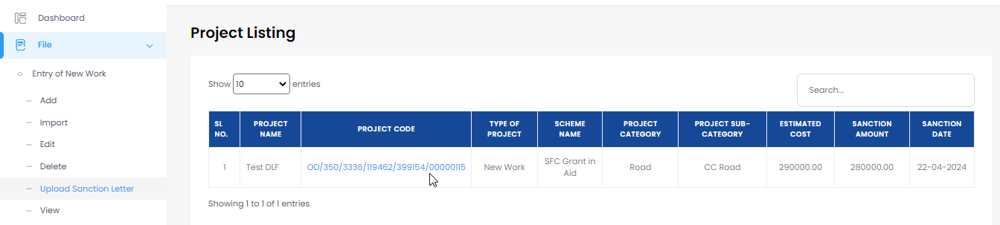 Dashboard
File
Entry of New Work
Add
Import
Edit
Delete
Upload Sanction Letter
View
Project Listing
Show 10 entries
Search...
SL NO.
PROJECT NAME
PROJECT CODE
TYPE OF PROJECT
SCHEME NAME
PROJECT CATEGORY
PROJECT SUB-CATEGORY
ESTIMATED COST
SANCTION AMOUNT
SANCTION DATE
1
Test DLF
OD/350/3336/119462/399154/00000115
New Work
SFC Grant in Aid
Road
CC Road
290000.00
280000.00
22-04-2024
Showing 1 to 1 of 1 entries